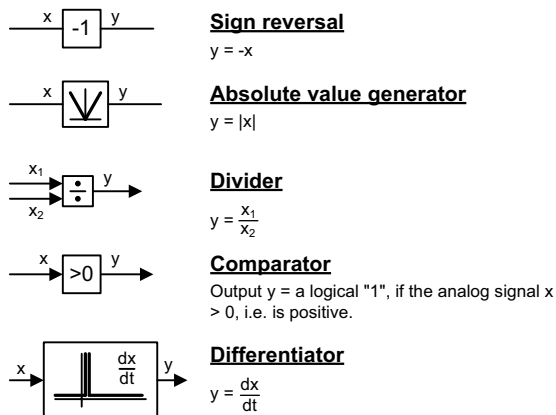 x -1 y
Sign reversal
y = -x
x y
Absolute value generator
y = |x|
x₁
÷ y
x₂
Divider
y = x₁
x₂
x >0 y
Comparator
Output y = a logical "1", if the analog signal x
> 0, i.e. is positive.
x dx y
dt
Differentiator
y = dx
dt